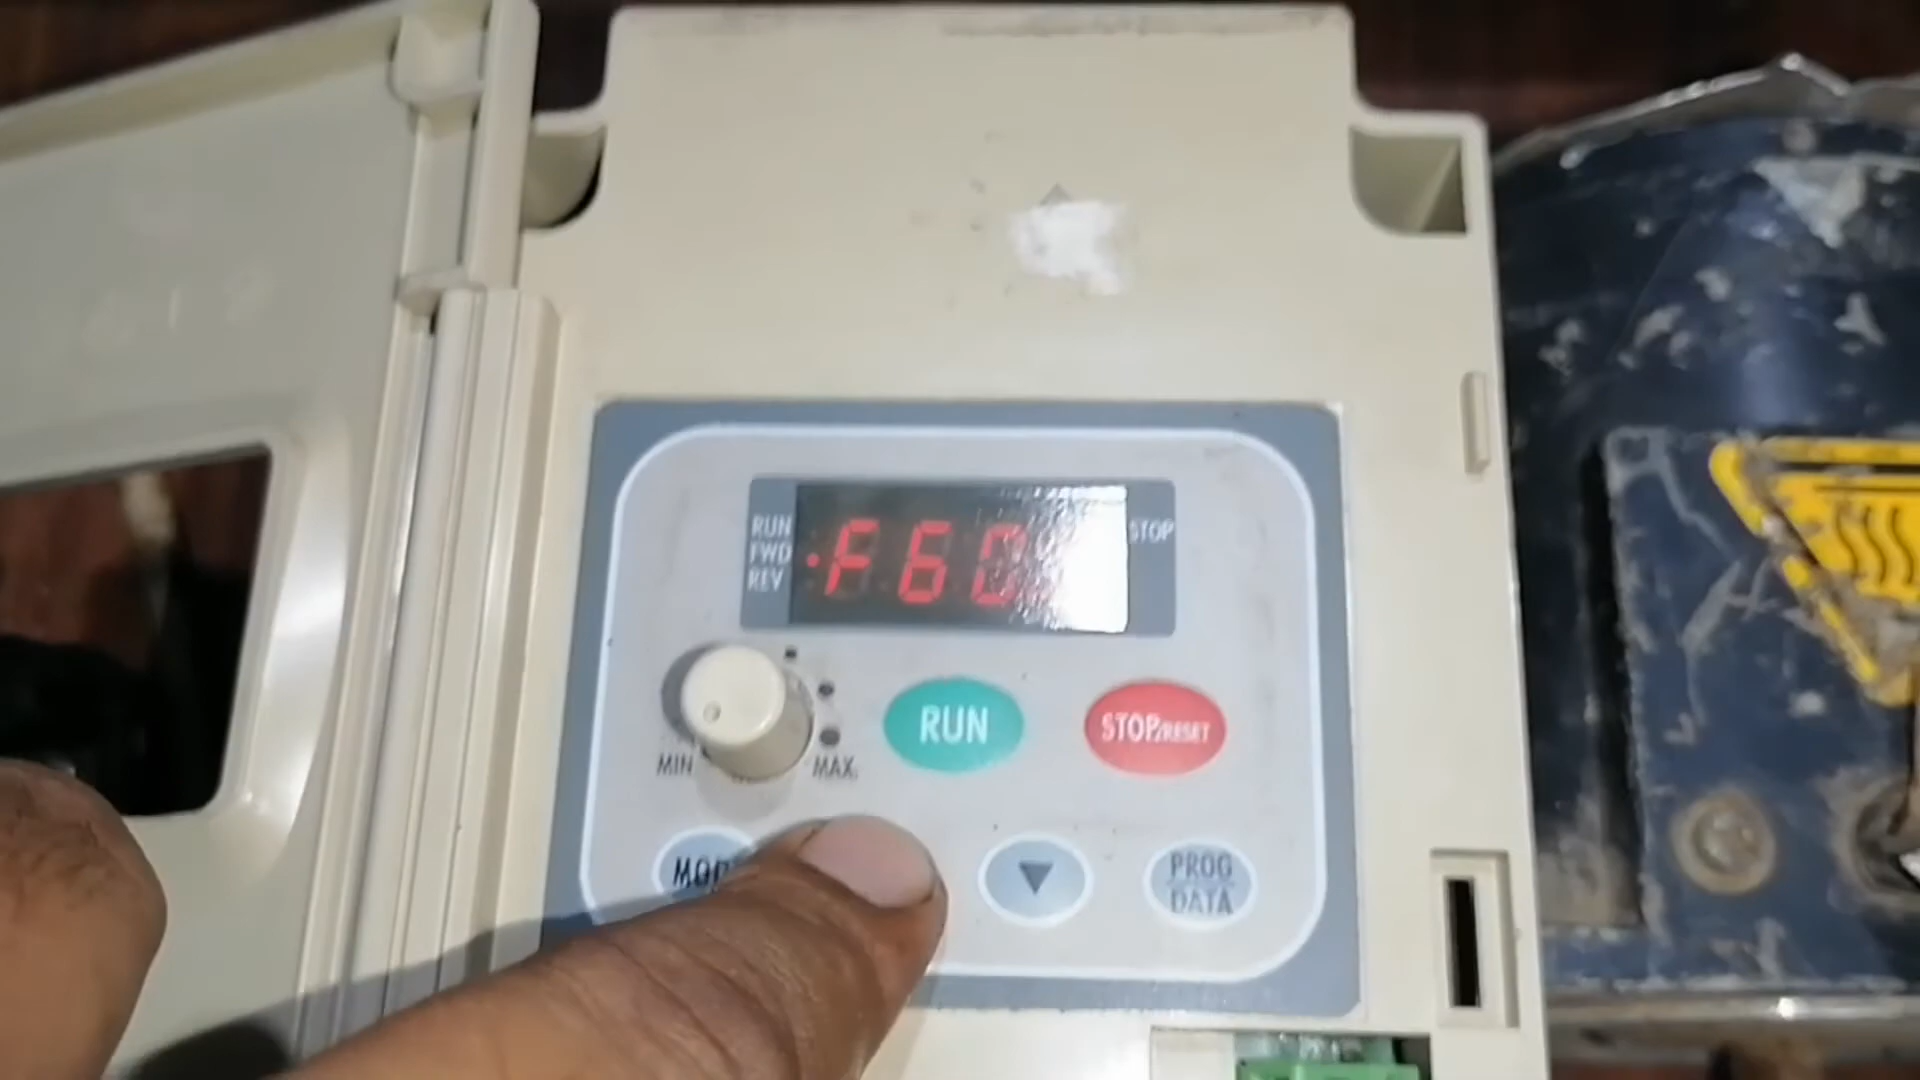 RUN
FWD
REV
F60
STOP
MIN
MAX.
RUN
STOP/RESET
PROG
DATA